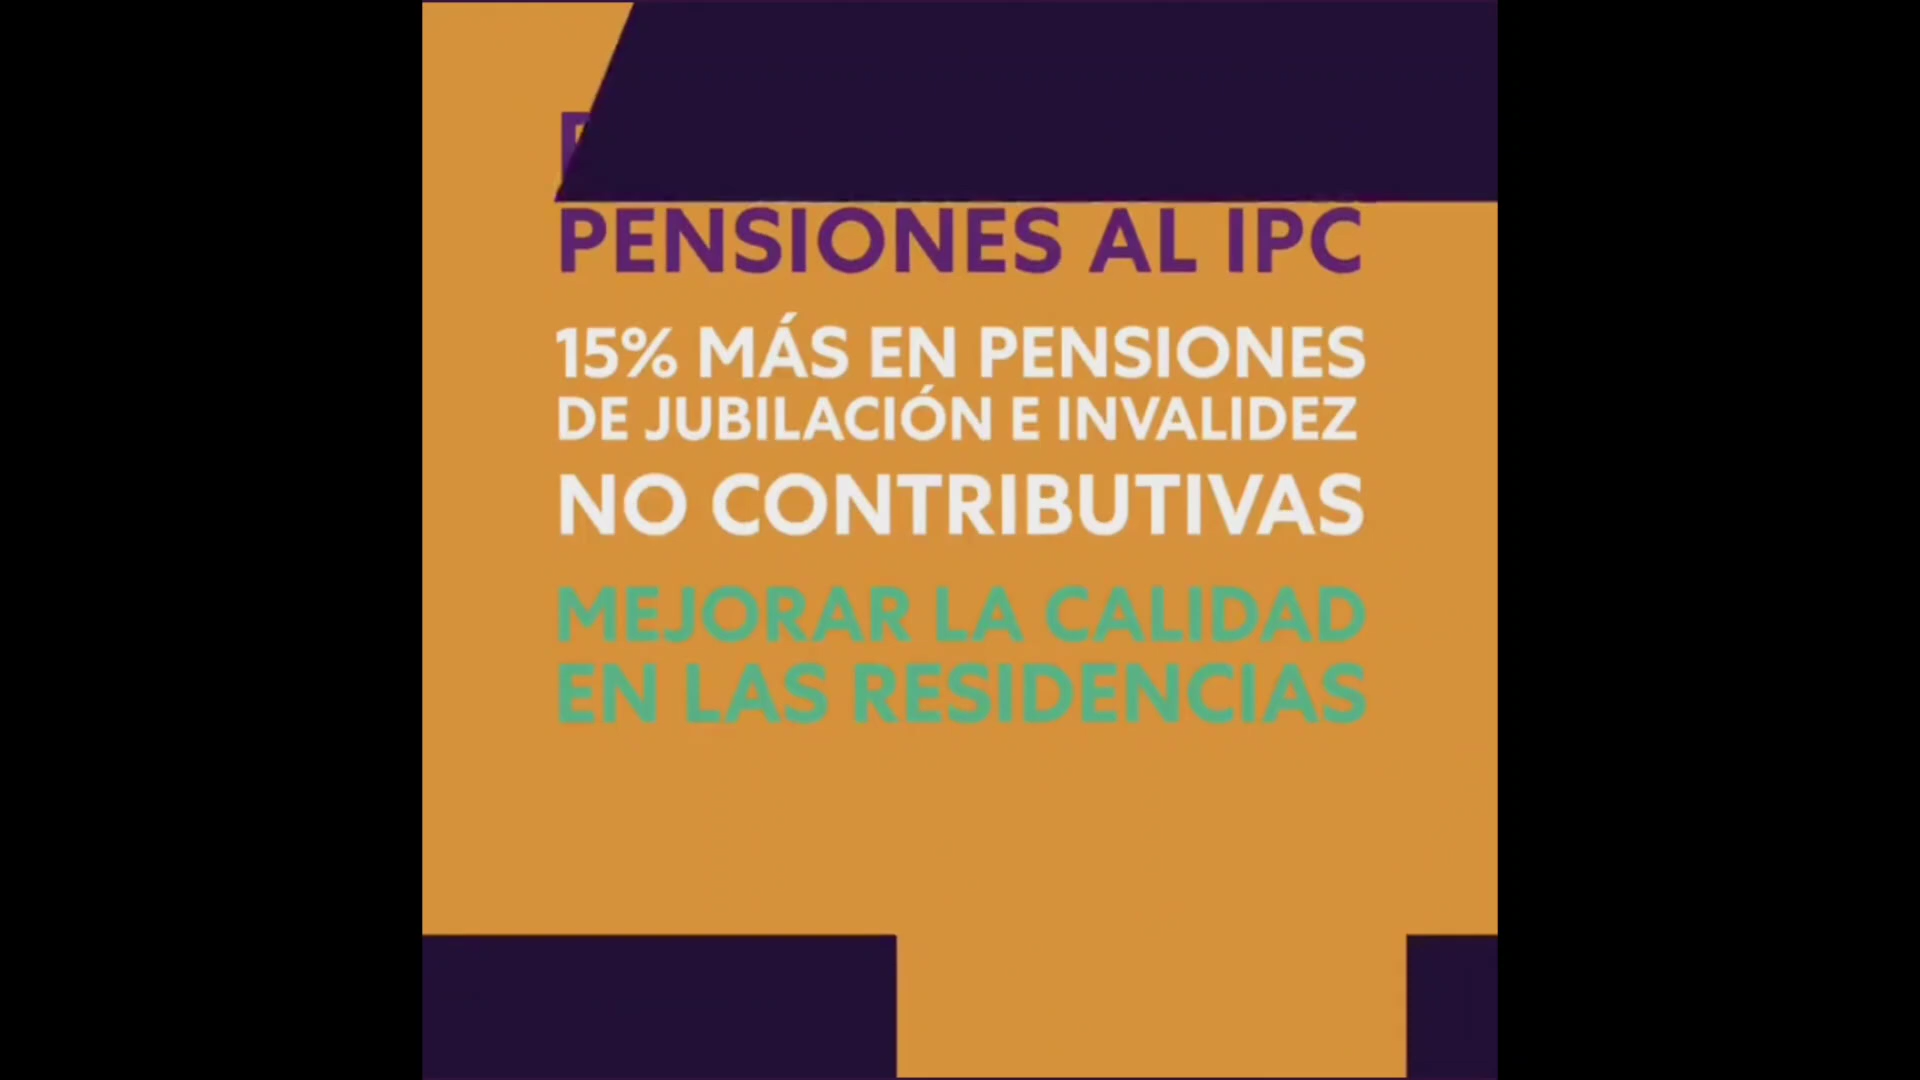 PENSIONES AL IPC
15% MÁS EN PENSIONES
DE JUBILACIÓN E INVALIDEZ
NO CONTRIBUTIVAS
MEJORAR LA CALIDAD
EN LAS RESIDENCIAS